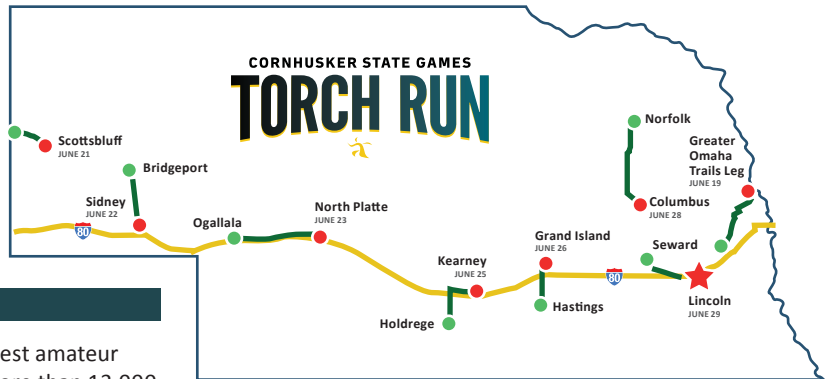 CORNHUSKER STATE GAMES
TORCH RUN
Scottsbluff
JUNE 21
Bridgeport
Sidney
JUNE 22
80
Ogallala
North Platte
JUNE 23
Kearney
JUNE 25
Holdrege
Grand Island
JUNE 26
Hastings
80
Norfolk
Columbus
JUNE 28
Greater
Omaha
Trails Leg
JUNE 19
Seward
Lincoln
JUNE 29
est amateur